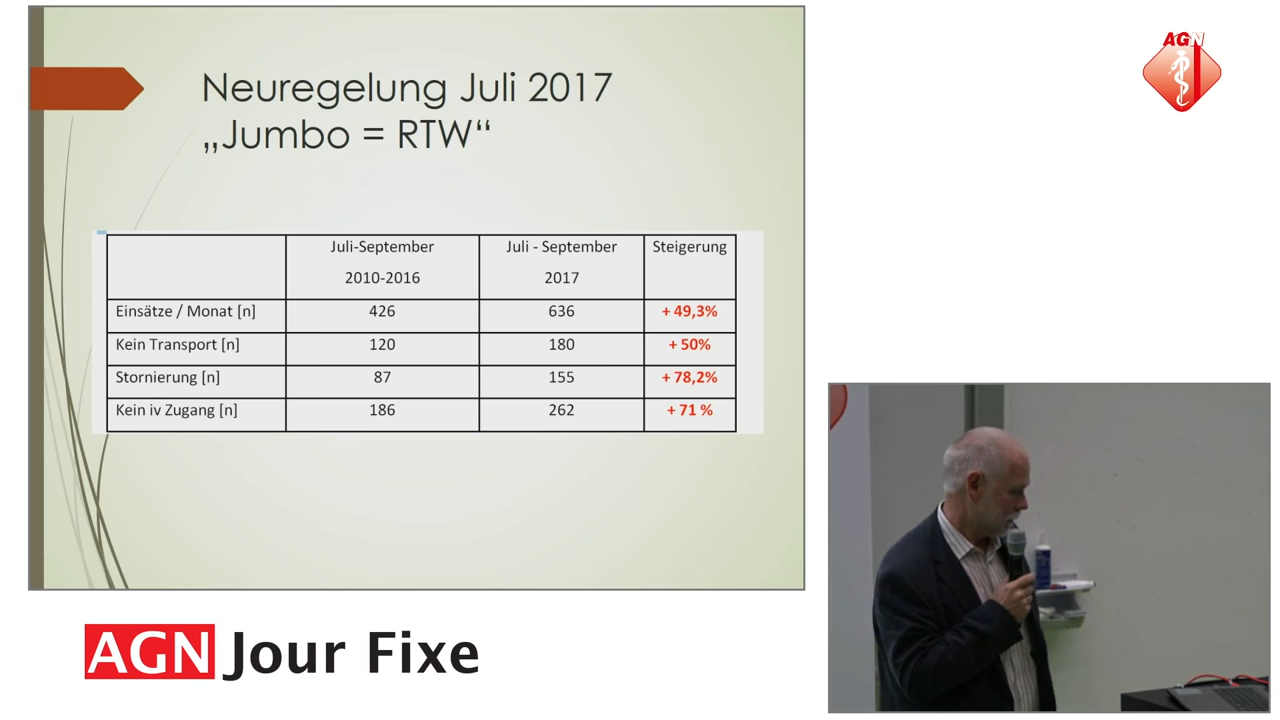 Neuregelung Juli 2017
„Jumbo = RTW“
Juli-September 2010-2016 Juli - September 2017 Steigerung
Einsätze / Monat [n] 426 636 + 49,3%
Kein Transport [n] 120 180 + 50%
Stornierung [n] 87 155 + 78,2%
Kein iv Zugang [n] 186 262 + 71 %
AGN
AGN Jour Fixe